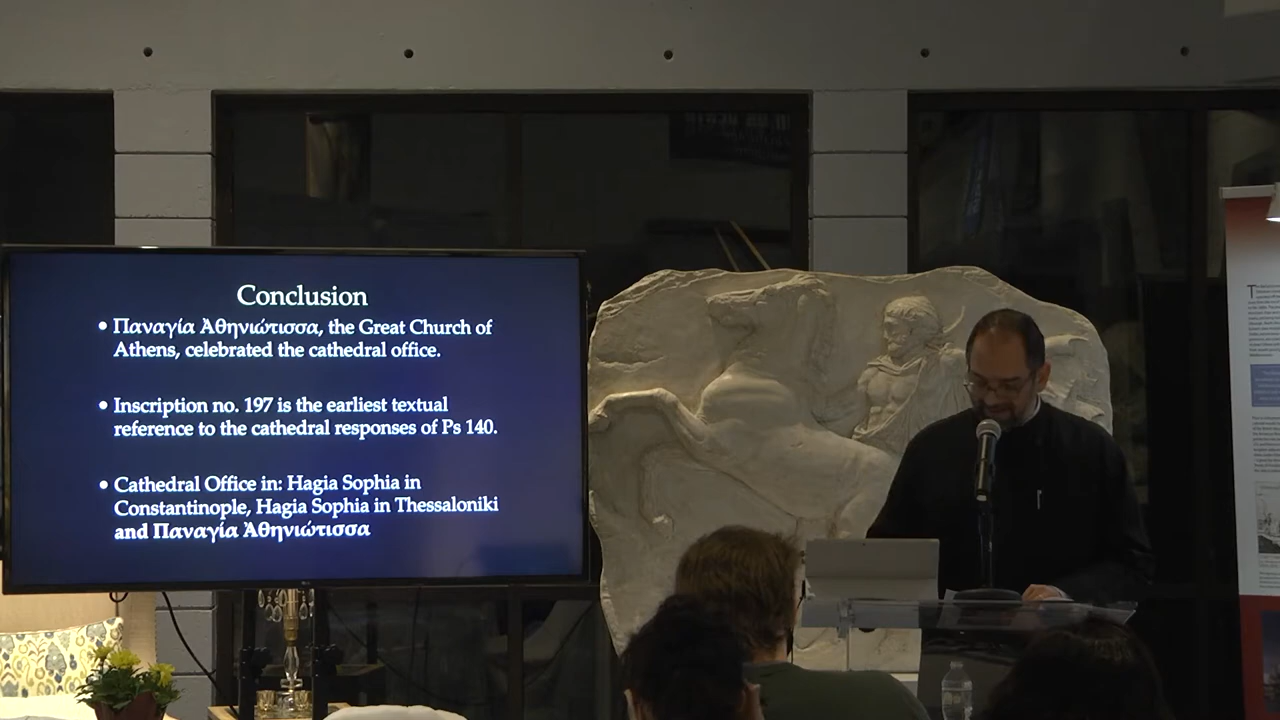 Conclusion
• Παναγία Ἀθηνιώτισσα, the Great Church of
Athens, celebrated the cathedral office.
• Inscription no. 197 is the earliest textual
reference to the cathedral responses of Ps 140.
• Cathedral Office in: Hagia Sophia in
Constantinople, Hagia Sophia in Thessaloniki
and Παναγία Ἀθηνιώτισσα